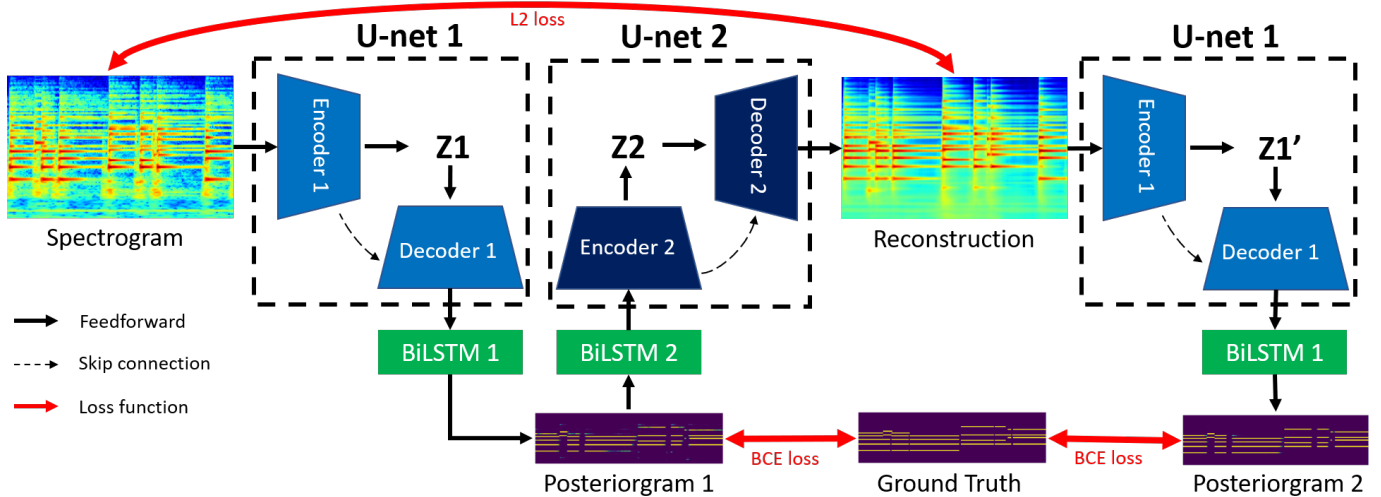 L2 loss
U-net 1
U-net 2
U-net 1
Encoder 1
Z1
Decoder 1
Z2
Encoder 2
Decoder 2
Encoder 1
Z1’
Decoder 1
Spectrogram
Reconstruction
Feedforward
Skip connection
Loss function
BiLSTM 1
BiLSTM 2
BiLSTM 1
BCE loss
BCE loss
Posteriorgram 1
Ground Truth
Posteriorgram 2